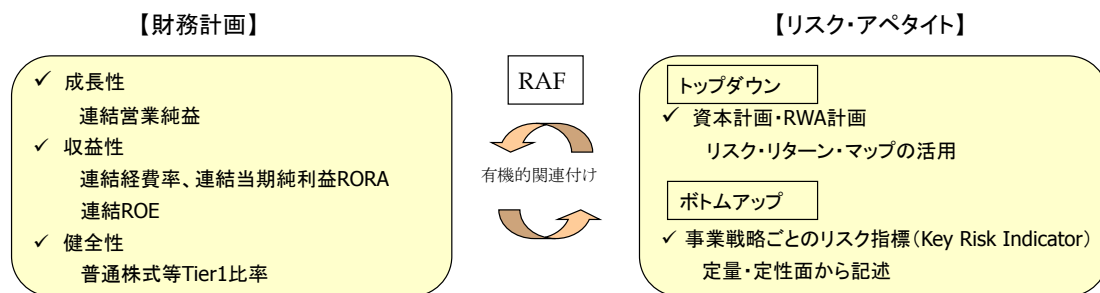 【財務計画】
✓ 成長性
連結営業純益
✓ 収益性
連結経費率、連結当期純利益RORA
連結ROE
✓ 健全性
普通株式等Tier1比率
RAF
有機的関連付け
【リスク・アペタイト】
トップダウン
✓ 資本計画・RWA計画
リスク・リターン・マップの活用
ボトムアップ
✓ 事業戦略ごとのリスク指標(Key Risk Indicator)
定量・定性面から記述